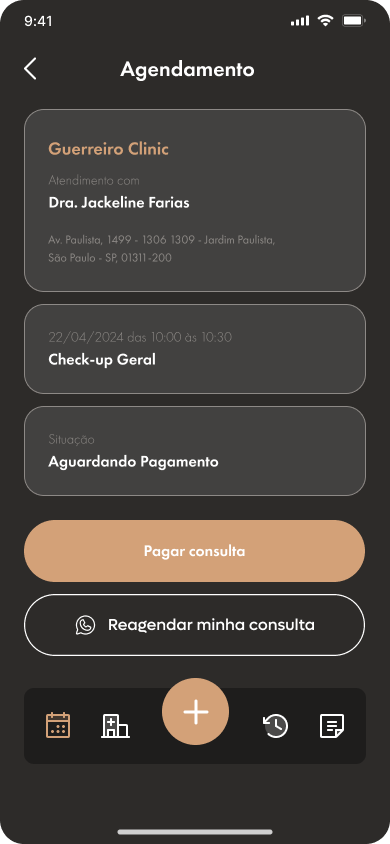 9:41
Agendamento
Guerreiro Clinic
Atendimento com
Dra. Jackeline Farias
Av. Paulista, 1499 - 1306 1309 - Jardim Paulista,
São Paulo - SP, 01311-200
22/04/2024 das 10:00 às 10:30
Check-up Geral
Situação
Aguardando Pagamento
Pagar consulta
Reagendar minha consulta